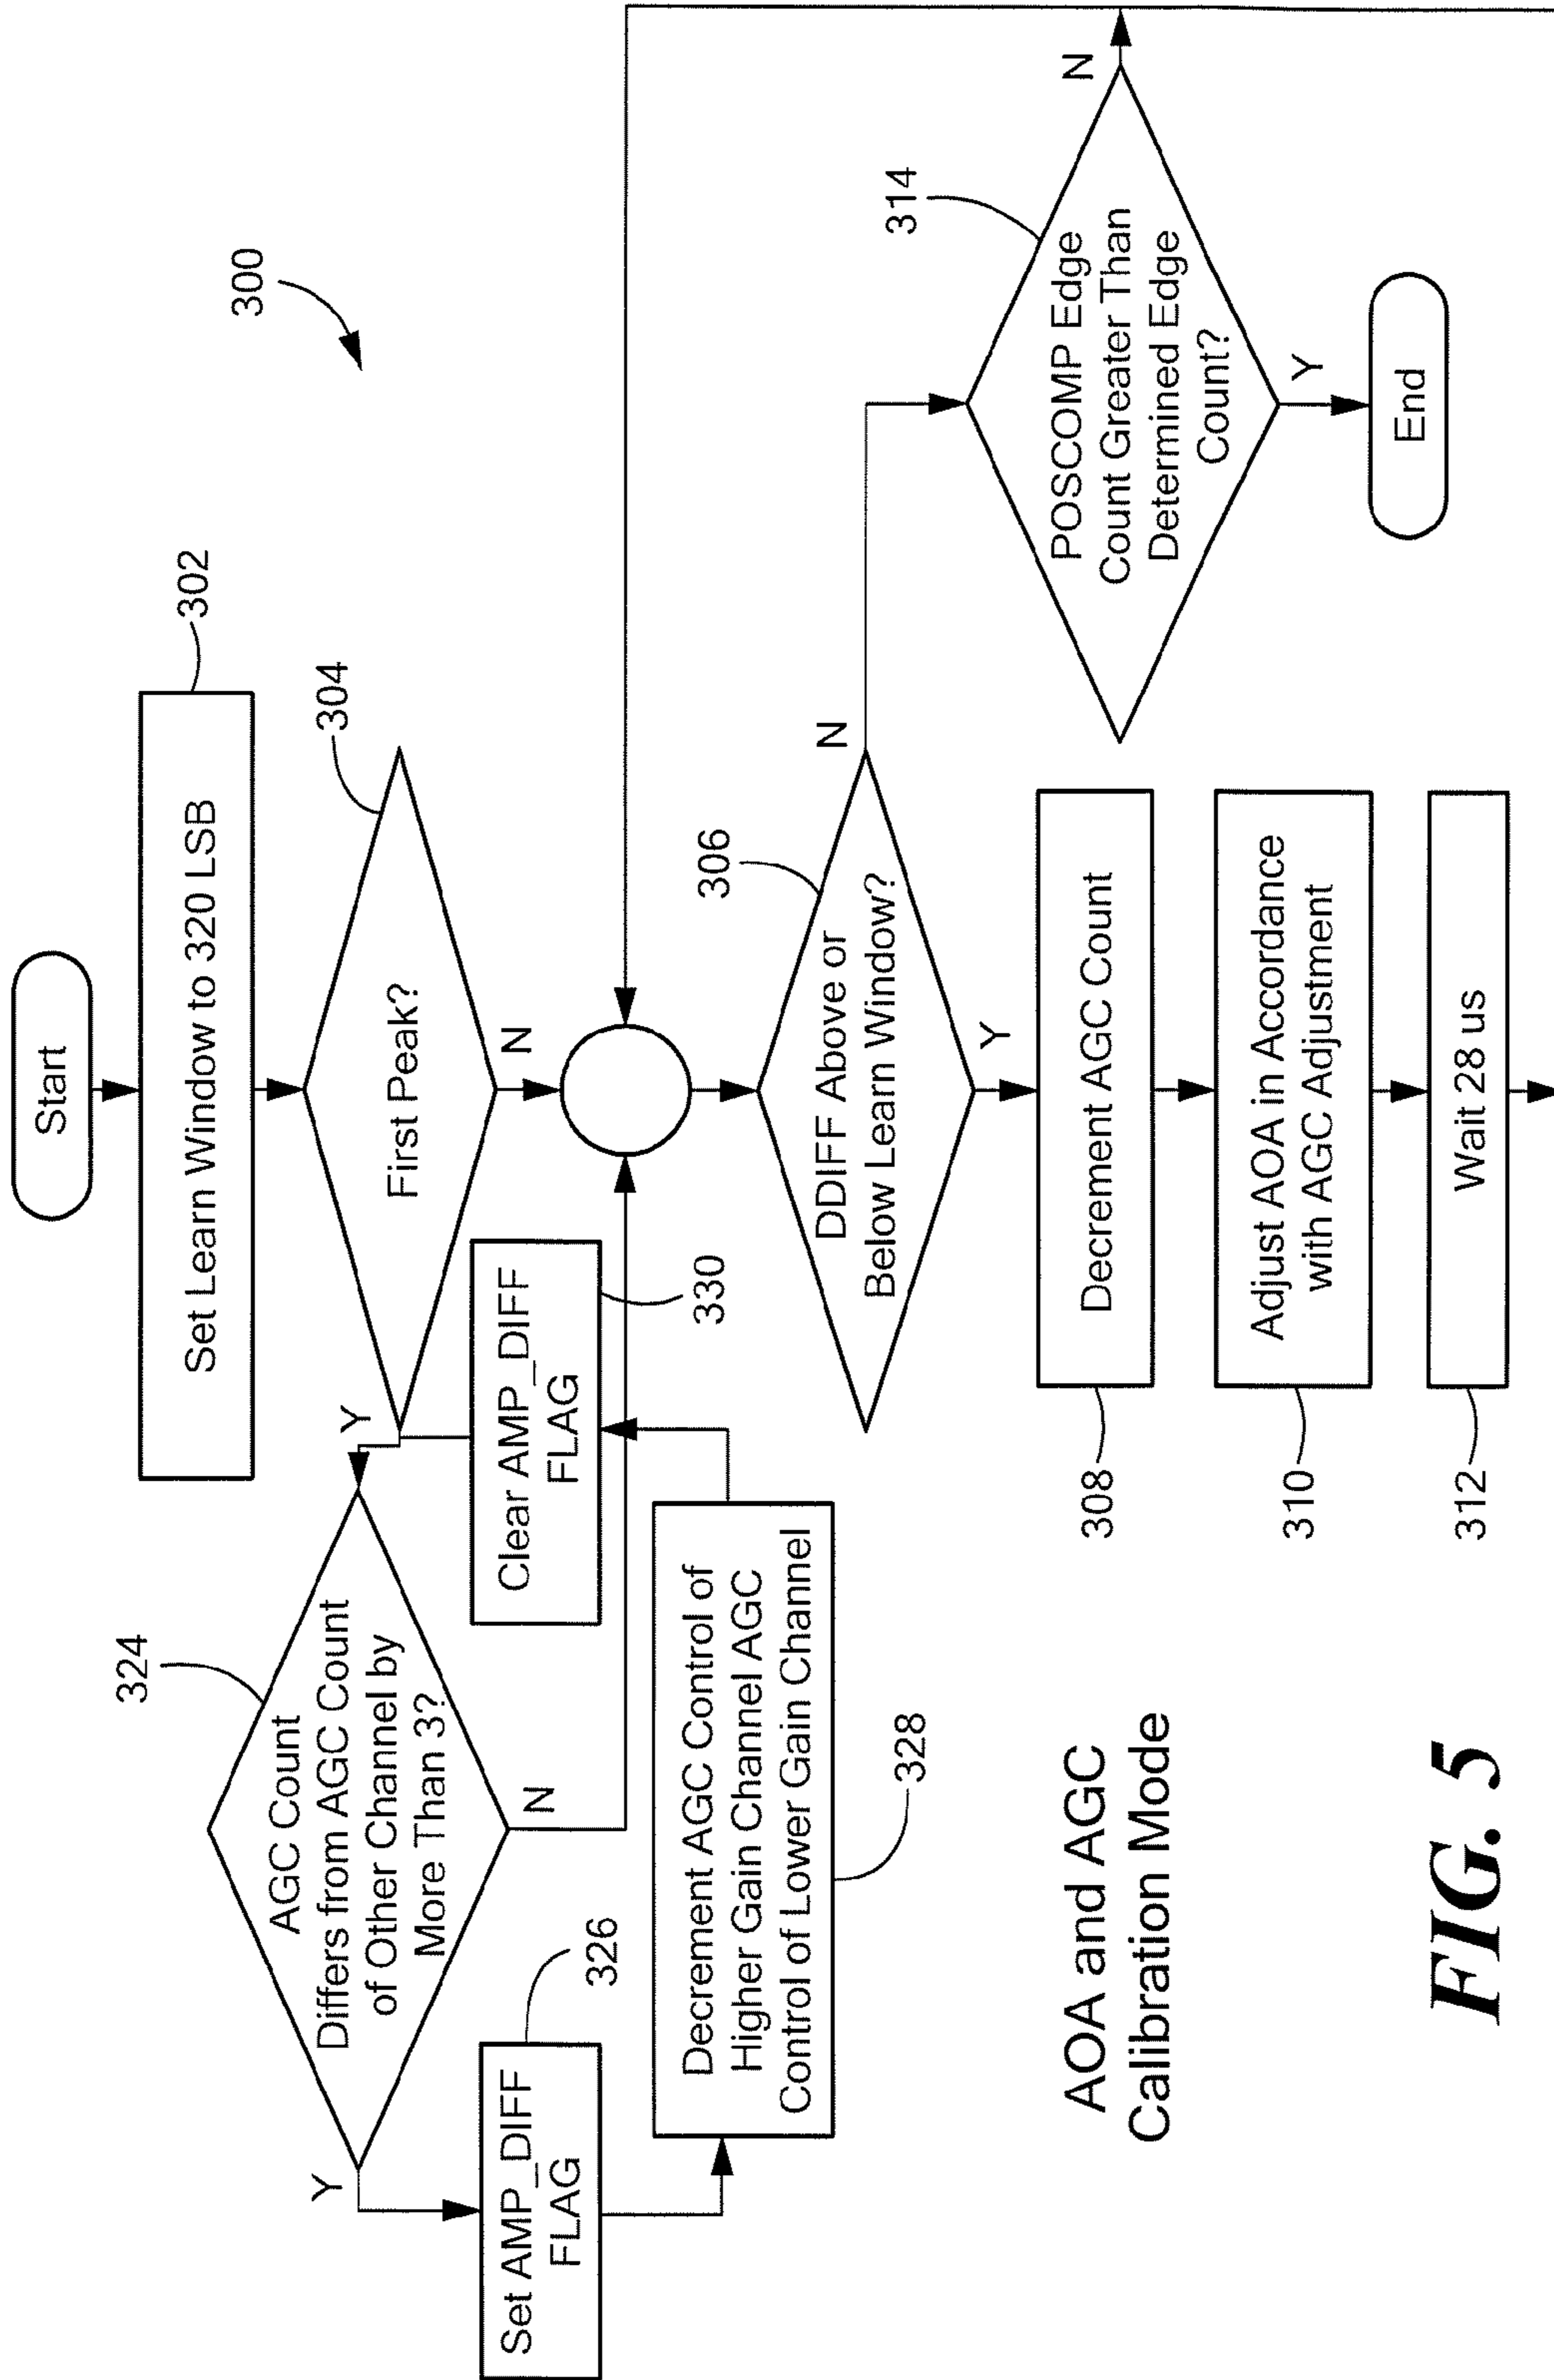 300
Start
Set Learn Window to 320 LSB
302
First Peak?
304
Y
N
AGC Count
Differs from AGC Count
of Other Channel by
More Than 3?
324
Y
N
Set AMP_DIFF
FLAG
326
Decrement AGC Control of
Higher Gain Channel AGC
Control of Lower Gain Channel
328
Clear AMP_DIFF
FLAG
330
DDIFF Above or
Below Learn Window?
306
N
Y
Decrement AGC Count
308
Adjust AOA in Accordance
with AGC Adjustment
310
Wait 28 us
312
POSCOMP Edge
Count Greater Than
Determined Edge
Count?
314
N
Y
End
AOA and AGC
Calibration Mode
FIG. 5